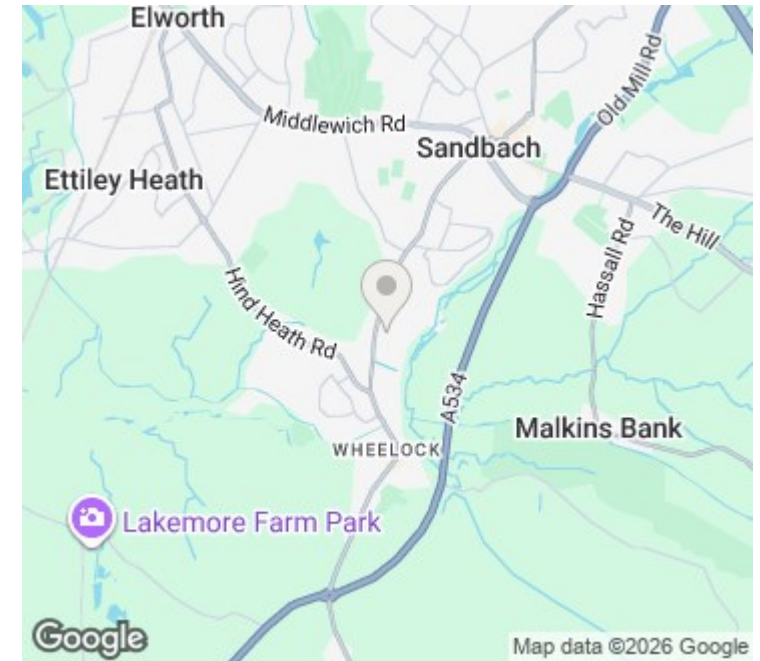 Elworth
Old Mill Rd
Middlewich Rd
Sandbach
Ettiley Heath
The Hill
Hassall Rd
Hind Heath Rd
A534
Malkins Bank
WHEELOCK
Lakemore Farm Park
Google
Map data ©2026 Google